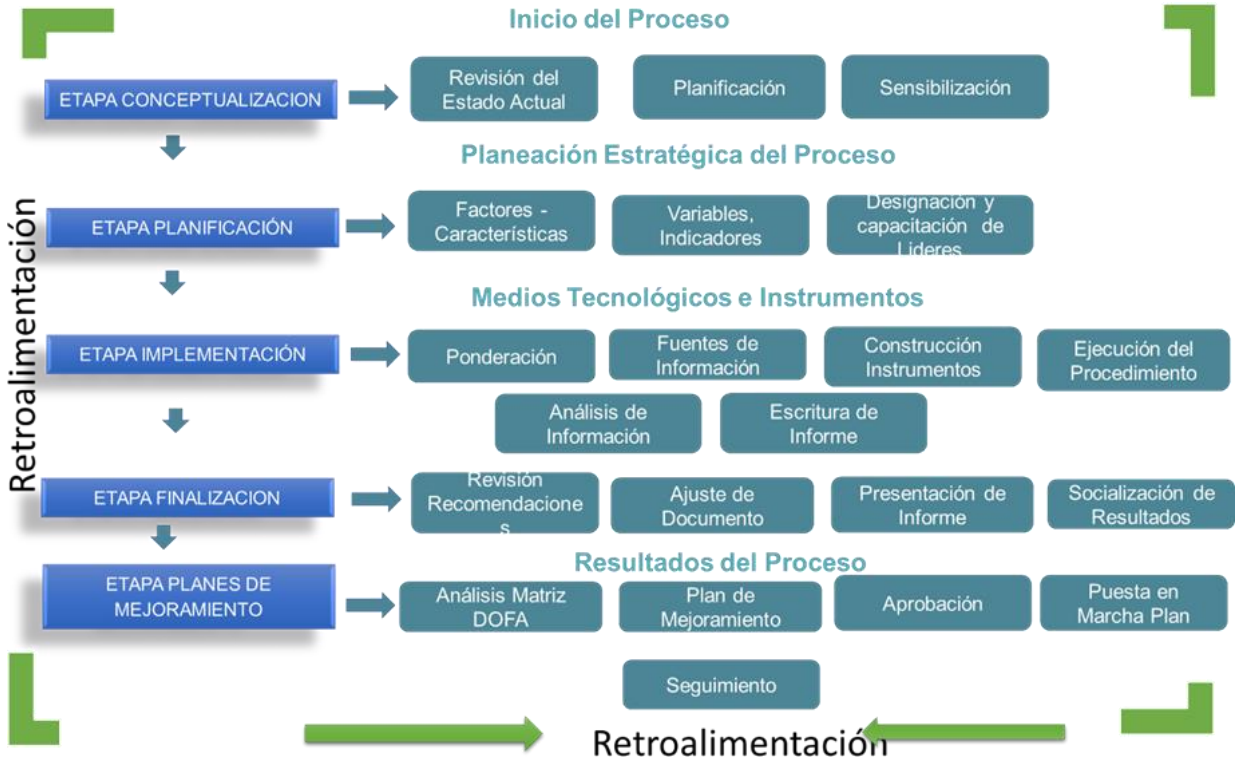 Inicio del Proceso
ETAPA CONCEPTUALIZACION
Revisión del
Estado Actual
Planificación
Sensibilización
Planeación Estratégica del Proceso
ETAPA PLANIFICACIÓN
Factores -
Características
Variables,
Indicadores
Designación y
capacitación de
Lideres
Medios Tecnológicos e Instrumentos
ETAPA IMPLEMENTACIÓN
Ponderación
Fuentes de
Información
Construcción
Instrumentos
Ejecución del
Procedimiento
Análisis de
Información
Escritura de
Informe
ETAPA FINALIZACION
Revisión
Recomendacione
s
Ajuste de
Documento
Presentación de
Informe
Socialización de
Resultados
Resultados del Proceso
ETAPA PLANES DE
MEJORAMIENTO
Análisis Matriz
DOFA
Plan de
Mejoramiento
Aprobación
Puesta en
Marcha Plan
Seguimiento
Retroalimentación
Retroalimentación